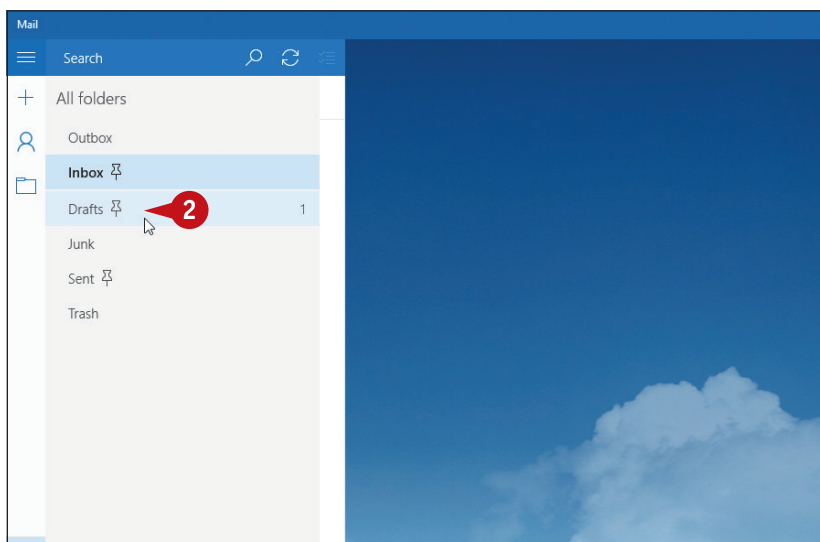 Mail
Search
All folders
Outbox
Inbox
Drafts 2 1
Junk
Sent
Trash